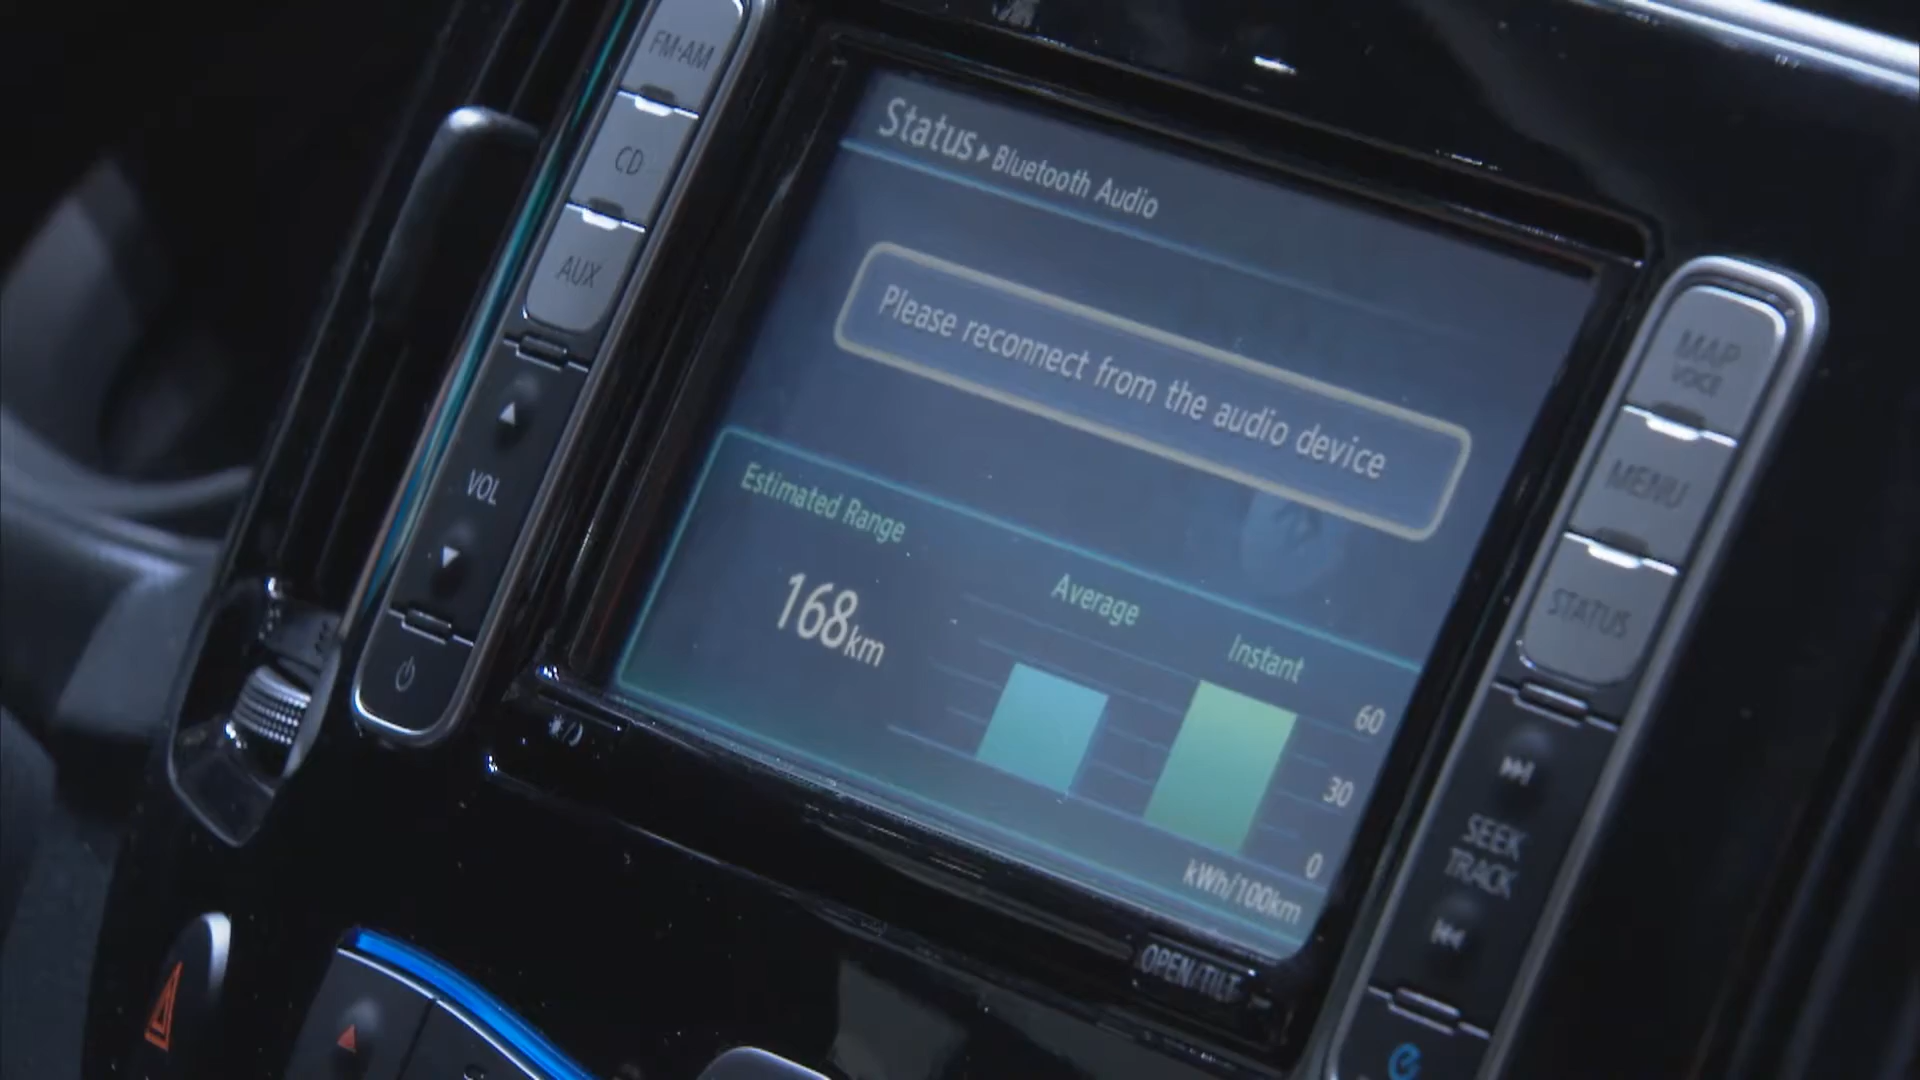 FM·AM
CD
AUX
VOL
Status ▸ Bluetooth Audio
Please reconnect from the audio device
Estimated Range
168km
Average
Instant
60
30
0
kWh/100km
MAP
VOICE
MENU
STATUS
SEEK
TRACK
OPEN/TILT